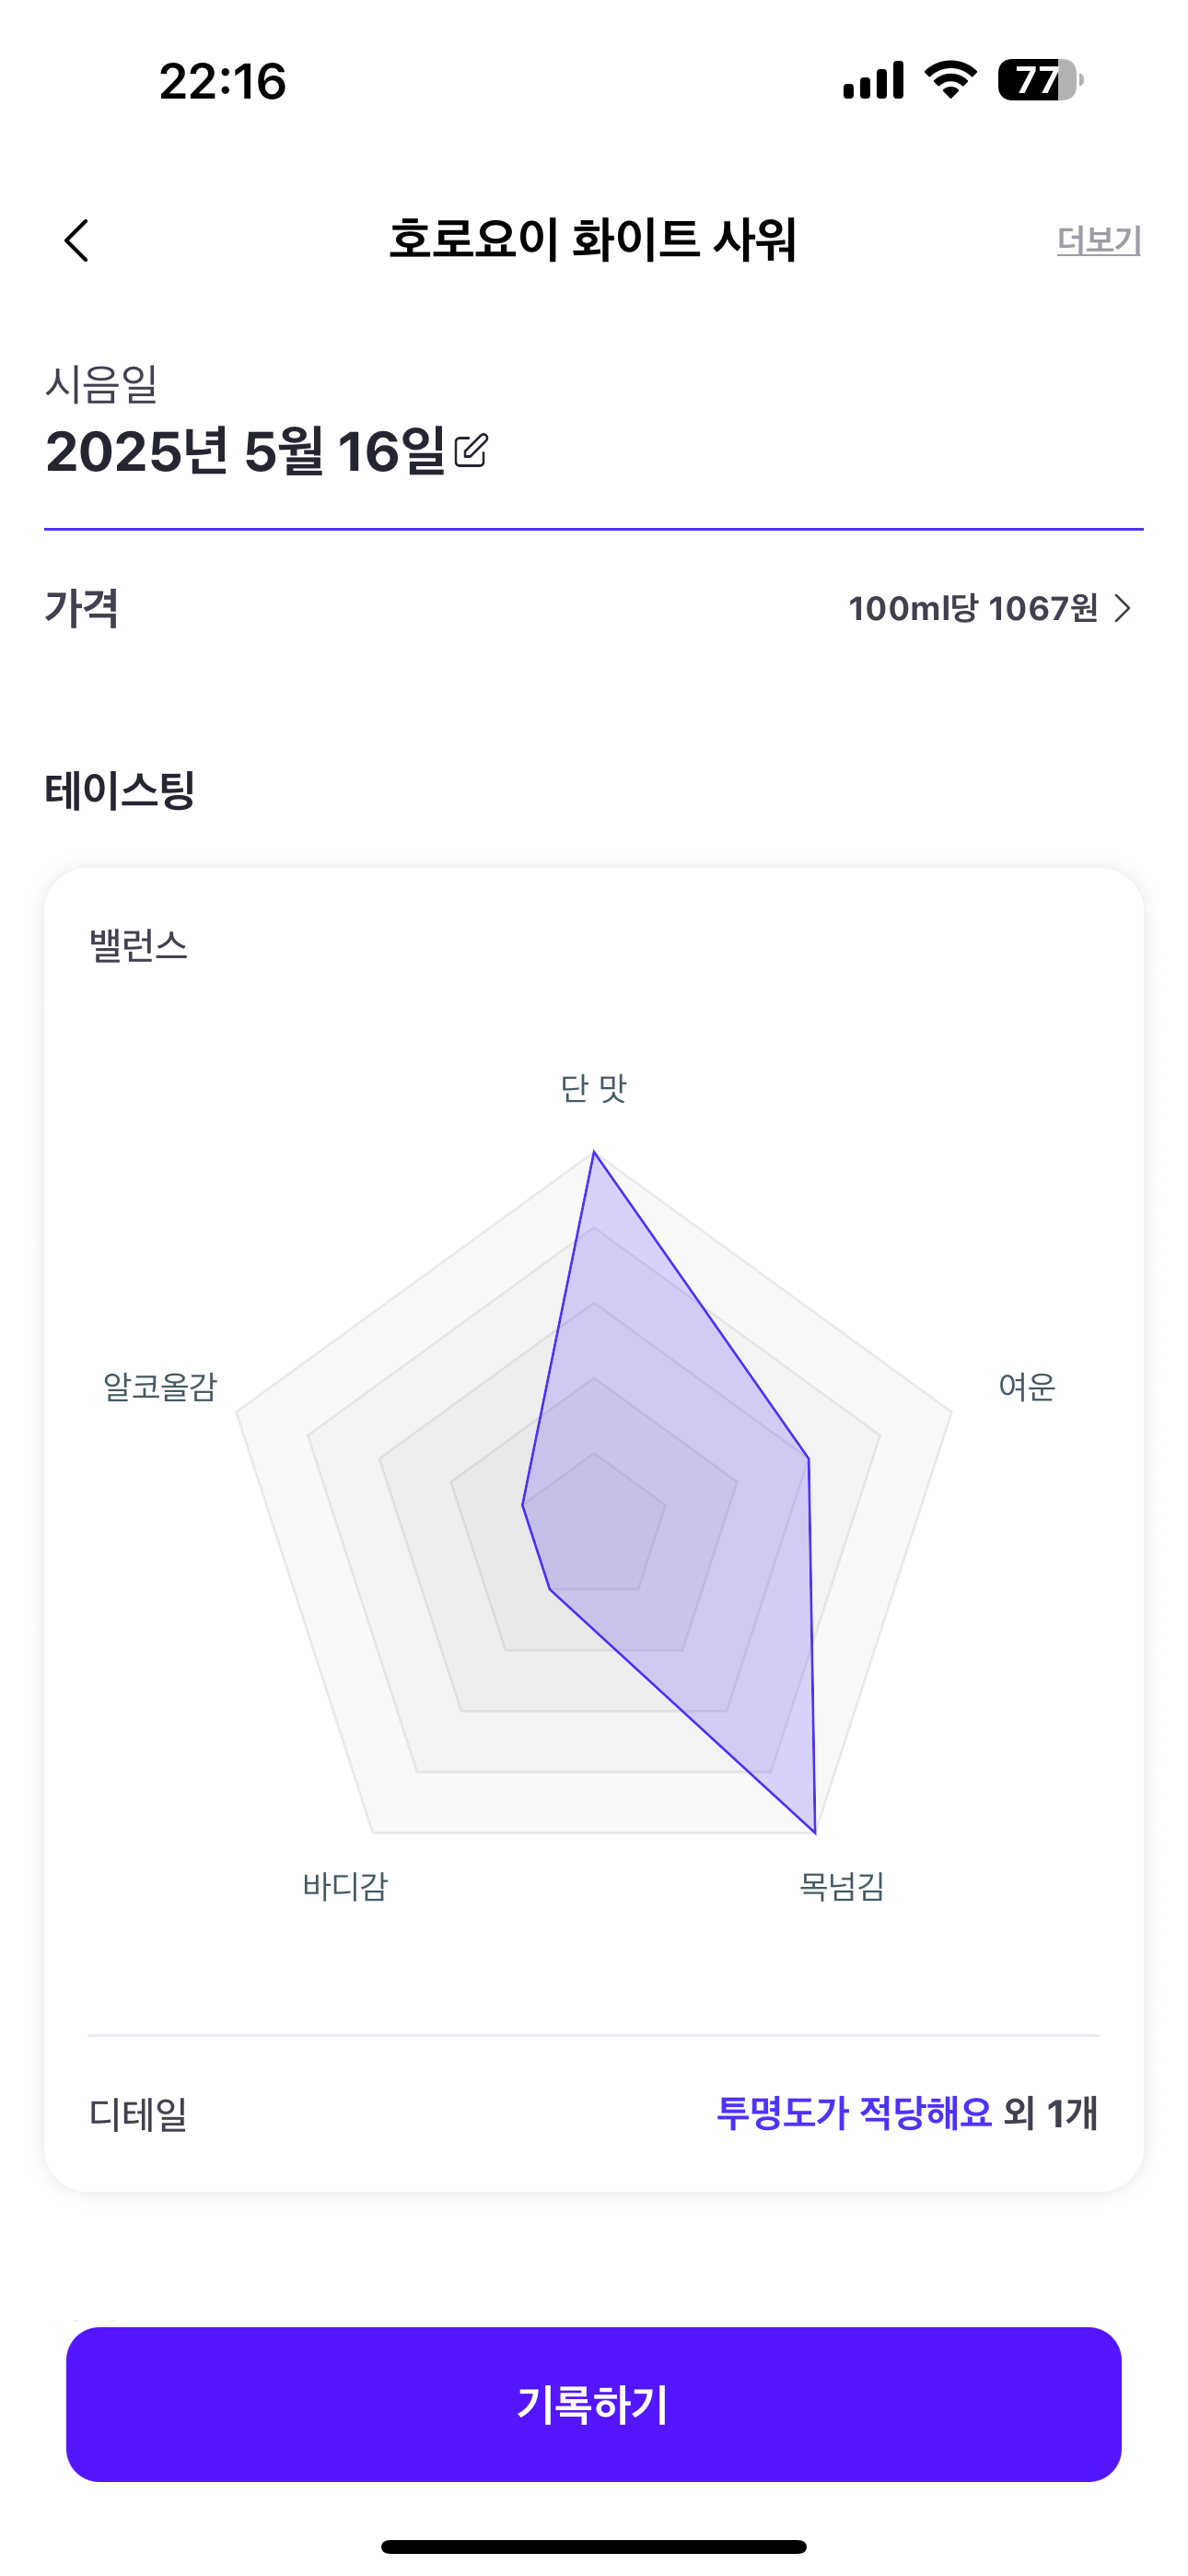 22:16
77
호로요이 화이트 사워
더보기
시음일
2025년 5월 16일
가격
100ml당 1067원
테이스팅
밸런스
단 맛
알코올감
여운
바디감
목넘김
디테일
투명도가 적당해요 외 1개
기록하기